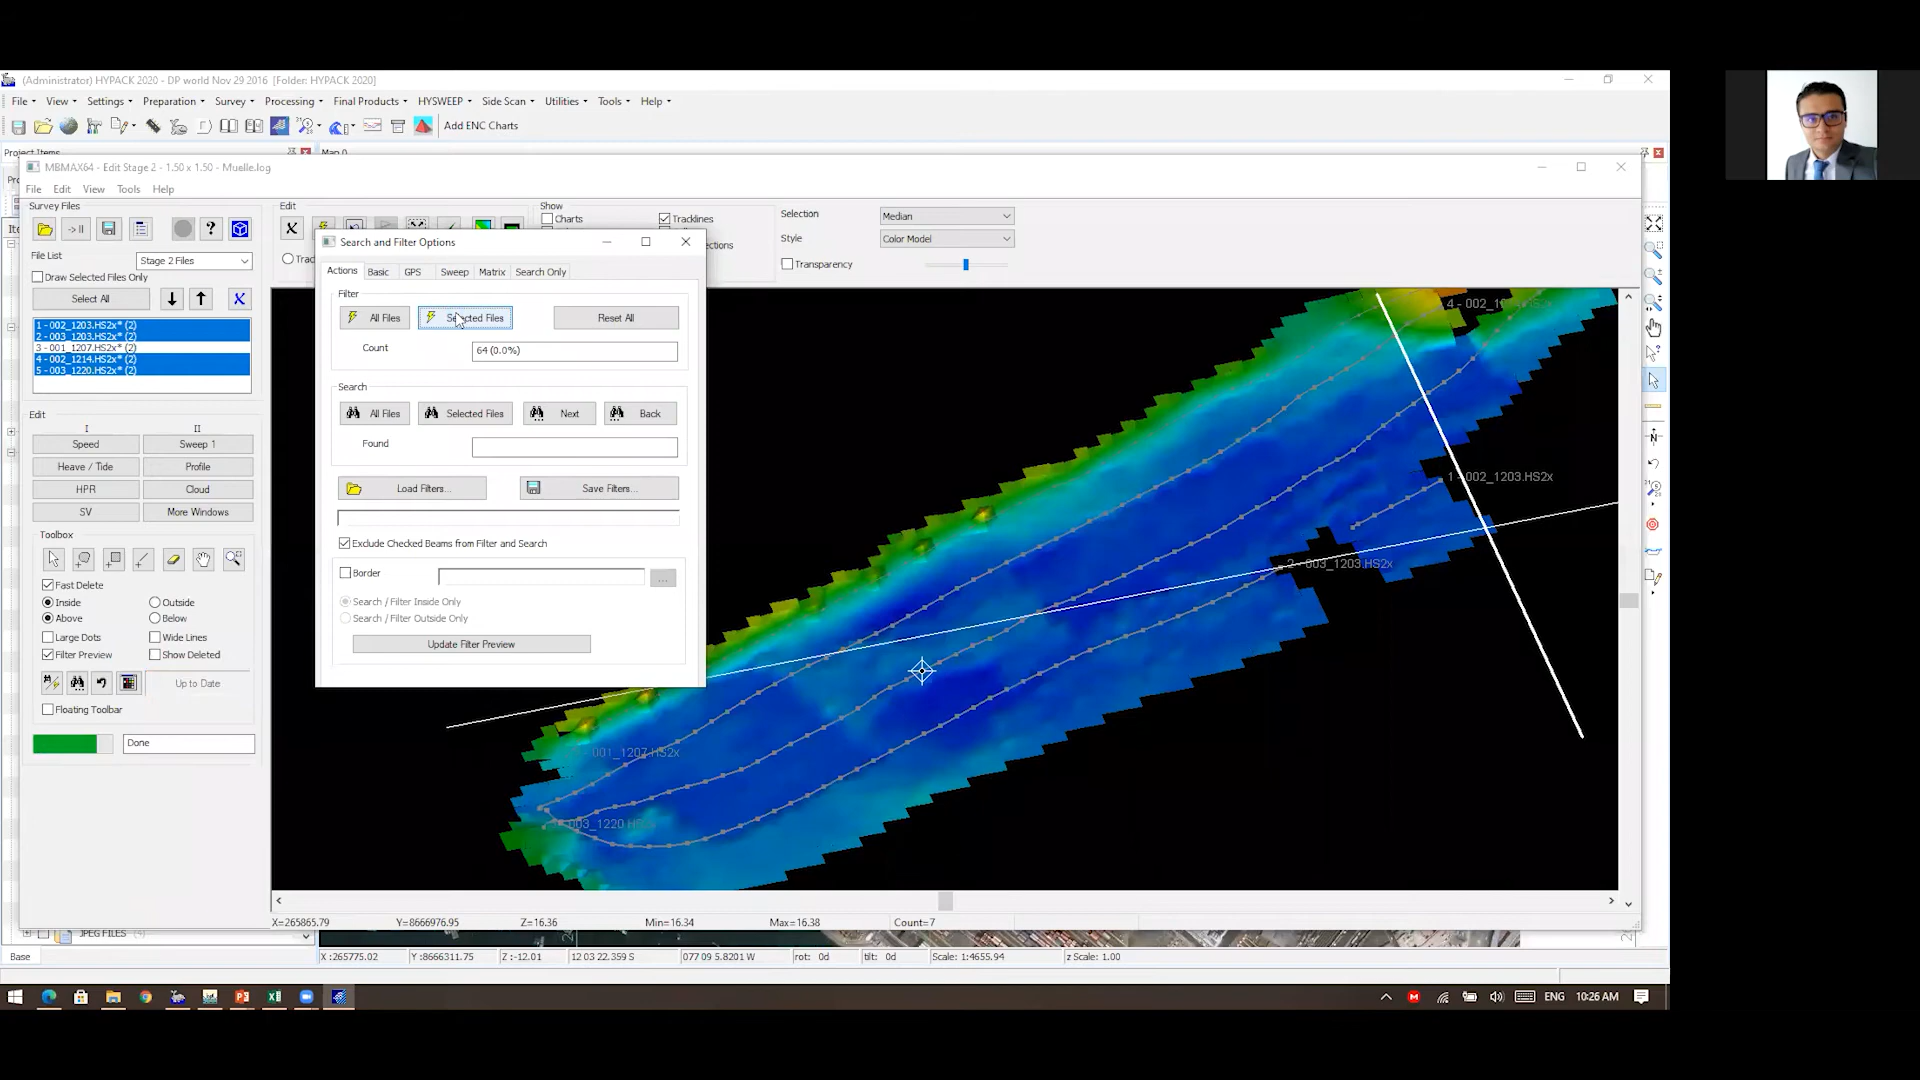 (Administrator) HYPACK 2020 - DP world Nov 29 2016 [Folder: HYPACK 2020]
File View Settings Preparation Survey Processing Final Products HYSWEEP Side Scan Utilities Tools Help
Add ENC Charts
Project Items
Map 0
MBMAX64 - Edit Stage 2 - 1.50 x 1.50 - Muelle.log
File Edit View Tools Help
Survey Files
File List
Stage 2 Files
Draw Selected Files Only
Select All
1 - 002_1203.HS2x* (2)
2 - 003_1203.HS2x* (2)
3 - 001_1207.HS2x* (2)
4 - 002_1214.HS2x* (2)
5 - 003_1220.HS2x* (2)
Edit
I II
Speed Sweep 1
Heave / Tide Profile
HPR Cloud
SV More Windows
Toolbox
Fast Delete
Inside Outside
Above Below
Large Dots Wide Lines
Filter Preview Show Deleted
Up to Date
Floating Toolbar
Done
Edit
Show
Charts
Tracklines
Selection
Median
Style
Color Model
Transparency
Search and Filter Options
Actions Basic GPS Sweep Matrix Search Only
Filter
All Files Selected Files Reset All
Count
64 (0.0%)
Search
All Files Selected Files Next Back
Found
Load Filters... Save Filters...
Exclude Checked Beams from Filter and Search
Border
...
Search / Filter Inside Only
Search / Filter Outside Only
Update Filter Preview
1 - 002_1203.HS2x
2 - 003_1203.HS2x
001_1207.HS2x
X=265865.79 Y=8666976.95 Z=16.36 Min=16.34 Max=16.38 Count=7
JPEG FILES (4)
Base
X :265775.02 Y :8666311.75 Z :-12.01 12 03 22.359 S 077 09 5.8201 W rot: 0d tilt: 0d Scale: 1:4655.94 z Scale: 1.00
ENG 10:26 AM